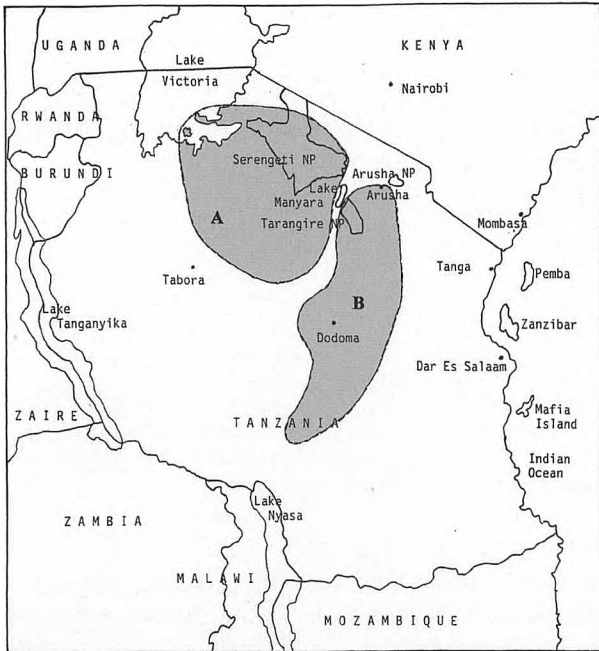 UGANDA
Lake
Victoria
KENYA
Nairobi
RWANDA
BURUNDI
Serengeti NP
Lake
Manyara
Arusha NP
Arusha
A
Tarangire NP
Mombasa
Tabora
Tanga
Pemba
B
Lake
Tanganyika
Dodoma
Zanzibar
Dar Es Salaam
ZAIRE
TANZANIA
Mafia
Island
Indian
Ocean
Lake
Nyasa
ZAMBIA
MALAWI
MOZAMBIQUE